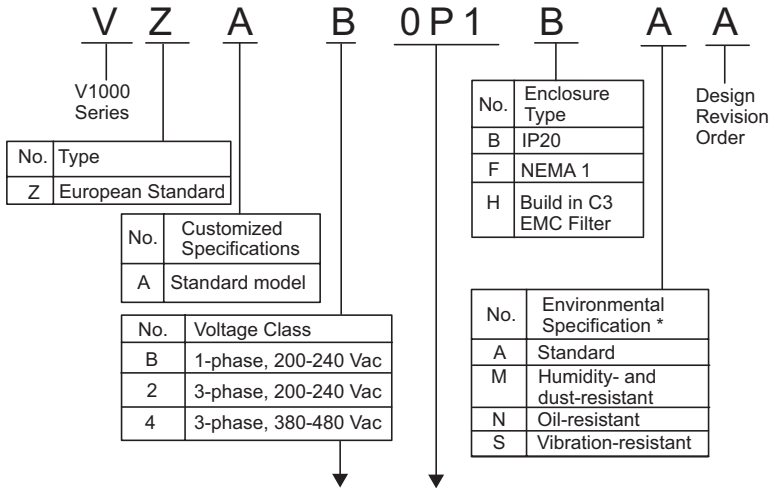 V Z A B 0P1 B A A
V1000
Series
No. Type
Z European Standard
No. Customized
Specifications
A Standard model
No. Voltage Class
B 1-phase, 200-240 Vac
2 3-phase, 200-240 Vac
4 3-phase, 380-480 Vac
No. Enclosure
Type
B IP20
F NEMA 1
H Build in C3
EMC Filter
No. Environmental
Specification *
A Standard
M Humidity- and
dust-resistant
N Oil-resistant
S Vibration-resistant
Design
Revision
Order